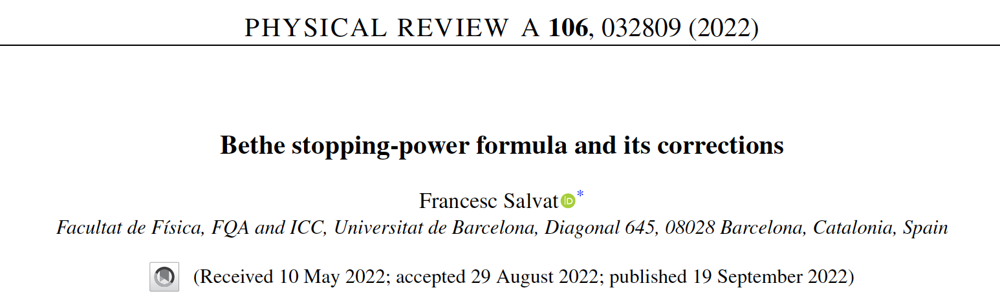 PHYSICAL REVIEW A 106, 032809 (2022)
Bethe stopping-power formula and its corrections
Francesc Salvat iD *
Facultat de Física, FQA and ICC, Universitat de Barcelona, Diagonal 645, 08028 Barcelona, Catalonia, Spain
(Received 10 May 2022; accepted 29 August 2022; published 19 September 2022)